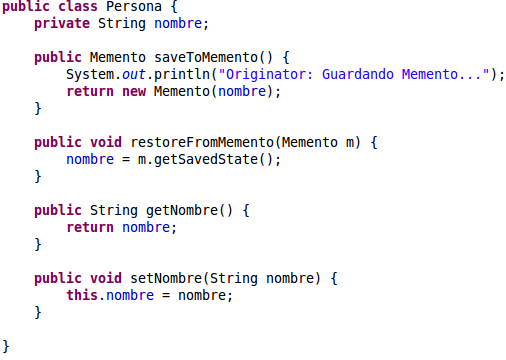 public class Persona {
    private String nombre;

    public Memento saveToMemento() {
        System.out.println("Originator: Guardando Memento...");
        return new Memento(nombre);
    }

    public void restoreFromMemento(Memento m) {
        nombre = m.getSavedState();
    }

    public String getNombre() {
        return nombre;
    }

    public void setNombre(String nombre) {
        this.nombre = nombre;
    }

}